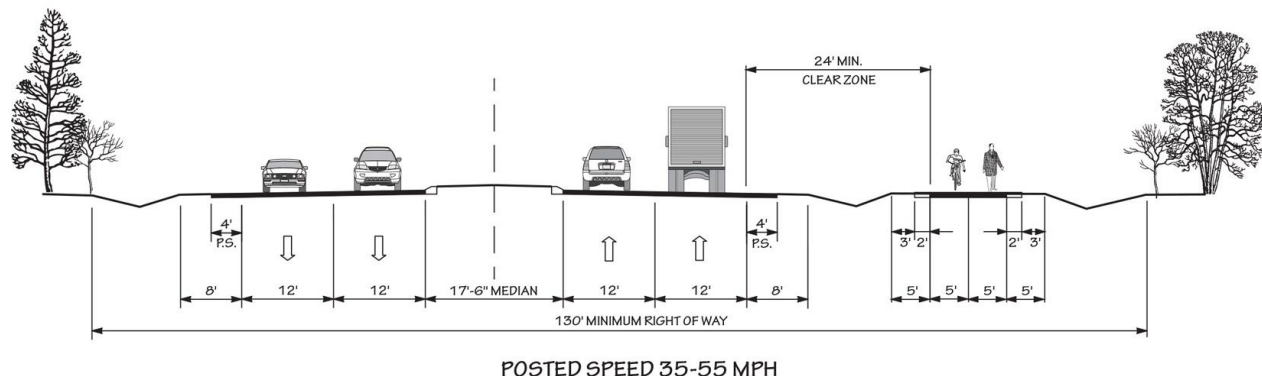 24' MIN.
CLEAR ZONE
4'
P.S.
4'
P.S.
3' 2' 2' 3'
8' 12' 12' 17'-6" MEDIAN 12' 12' 8' 5' 5' 5' 5'
130' MINIMUM RIGHT OF WAY
POSTED SPEED 35-55 MPH